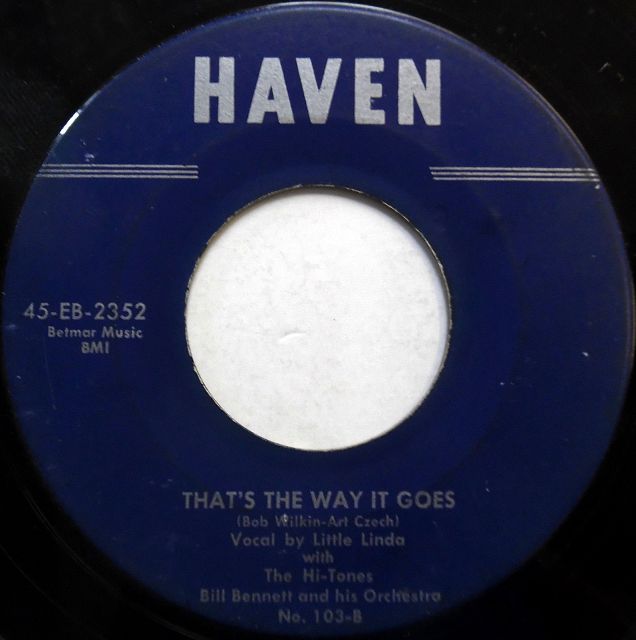 HAVEN
45-EB-2352
Betmar Music
BMI
THAT'S THE WAY IT GOES
(Bob Wilkin-Art Czech)
Vocal by Little Linda
with
The Hi-Tones
Bill Bennett and his Orchestra
No. 103-B